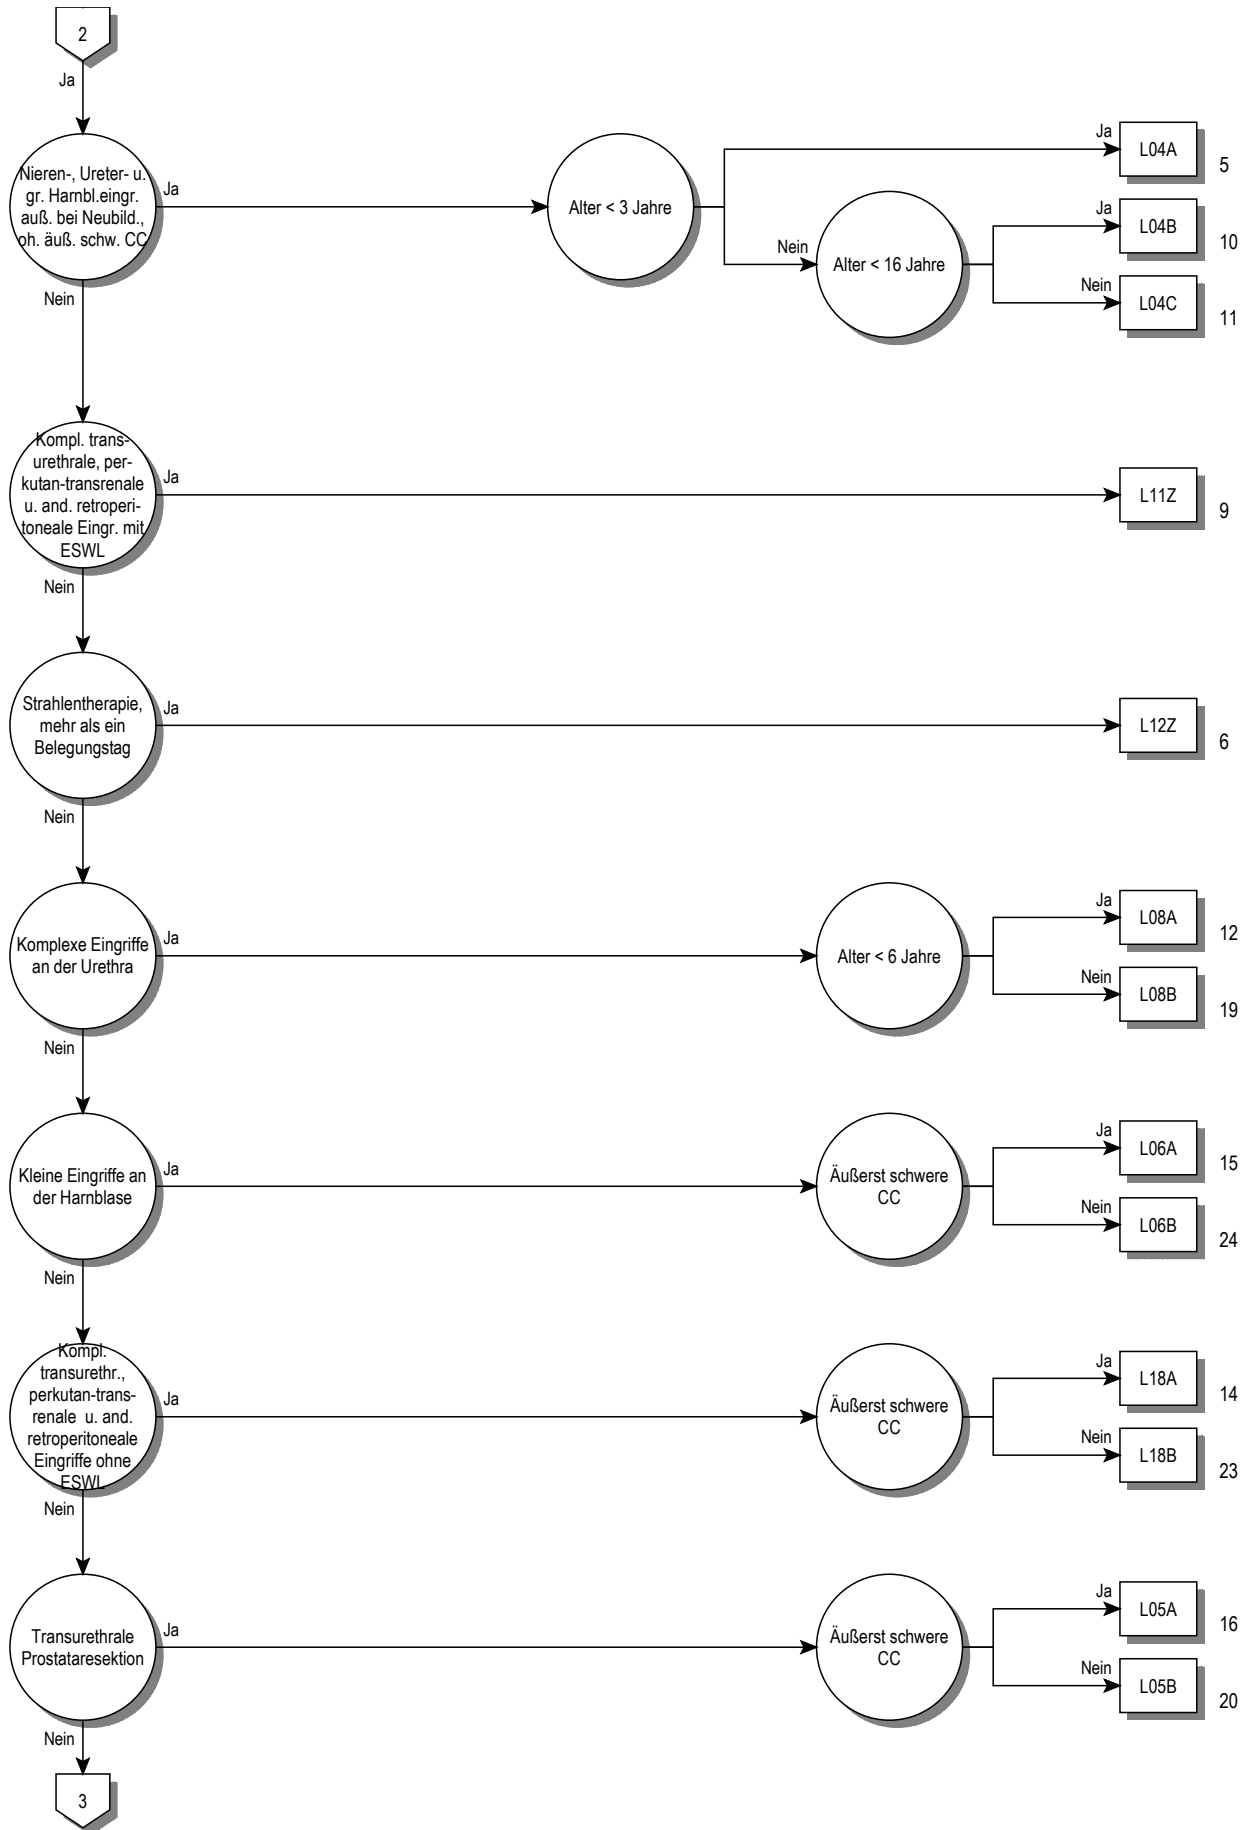 2
Ja
Nieren-, Ureter- u.
gr. Harnbl.eingr.
auß. bei Neubild.,
oh. äuß. schw. CC
Ja
Alter < 3 Jahre
Ja
L04A
5
Nein
Alter < 16 Jahre
Ja
L04B
10
Nein
L04C
11
Nein
Kompl. trans-
urethrale, per-
kutan-transrenale
u. and. retroperi-
toneale Eingr. mit
ESWL
Ja
L11Z
9
Nein
Strahlentherapie,
mehr als ein
Belegungstag
Ja
L12Z
6
Nein
Komplexe Eingriffe
an der Urethra
Ja
Alter < 6 Jahre
Ja
L08A
12
Nein
L08B
19
Nein
Kleine Eingriffe an
der Harnblase
Ja
Äußerst schwere
CC
Ja
L06A
15
Nein
L06B
24
Nein
Kompl.
transurethr.,
perkutan-trans-
renale u. and.
retroperitoneale
Eingriffe ohne
ESWL
Ja
Äußerst schwere
CC
Ja
L18A
14
Nein
L18B
23
Nein
Transurethrale
Prostataresektion
Ja
Äußerst schwere
CC
Ja
L05A
16
Nein
L05B
20
Nein
3